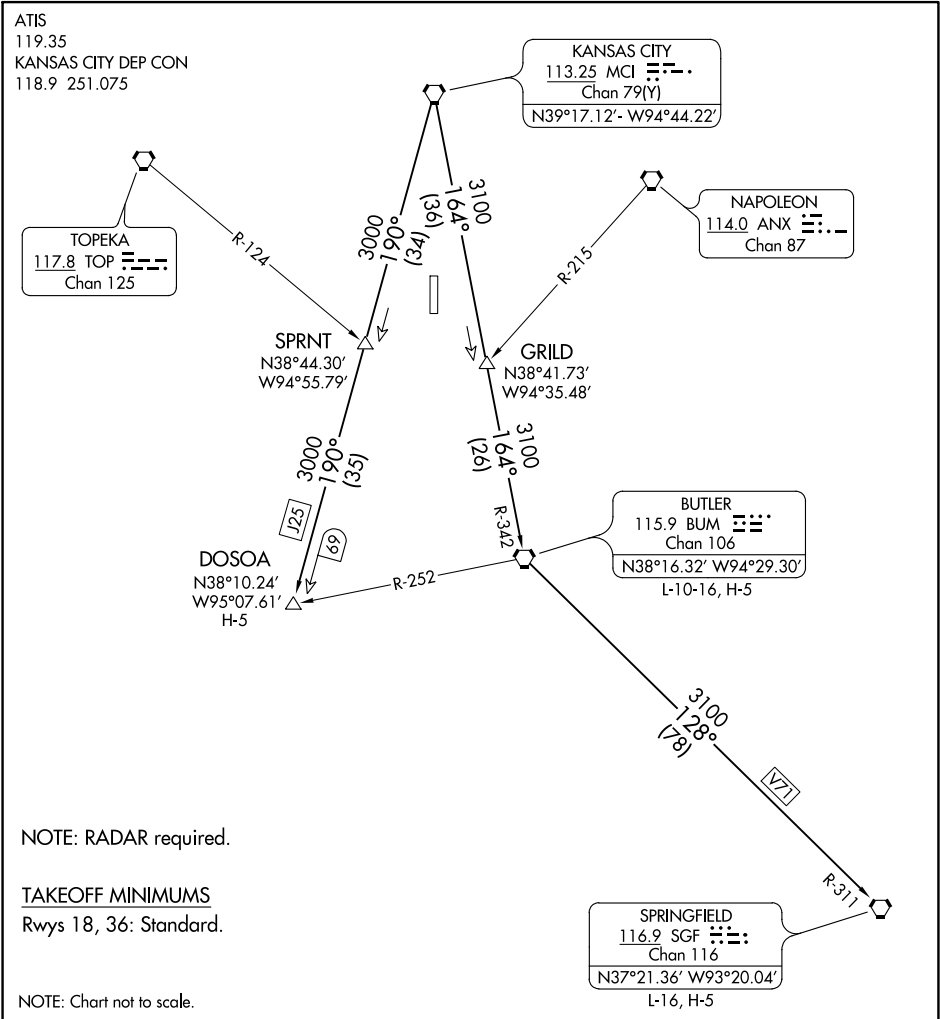 ATIS
119.35
KANSAS CITY DEP CON
118.9 251.075
KANSAS CITY
113.25 MCI
Chan 79(Y)
N39°17.12'- W94°44.22'
TOPEKA
117.8 TOP
Chan 125
NAPOLEON
114.0 ANX
Chan 87
R-124
3000
190°
(34)
3100
164°
(36)
R-215
SPRNT
N38°44.30'
W94°55.79'
GRILD
N38°41.73'
W94°35.48'
3000
190°
(35)
3100
164°
(26)
J25
69
R-342
BUTLER
115.9 BUM
Chan 106
N38°16.32' W94°29.30'
L-10-16, H-5
DOSOA
N38°10.24'
W95°07.61'
H-5
R-252
3100
128°
(78)
V71
R-311
NOTE: RADAR required.
TAKEOFF MINIMUMS
Rwys 18, 36: Standard.
SPRINGFIELD
116.9 SGF
Chan 116
N37°21.36' W93°20.04'
L-16, H-5
NOTE: Chart not to scale.